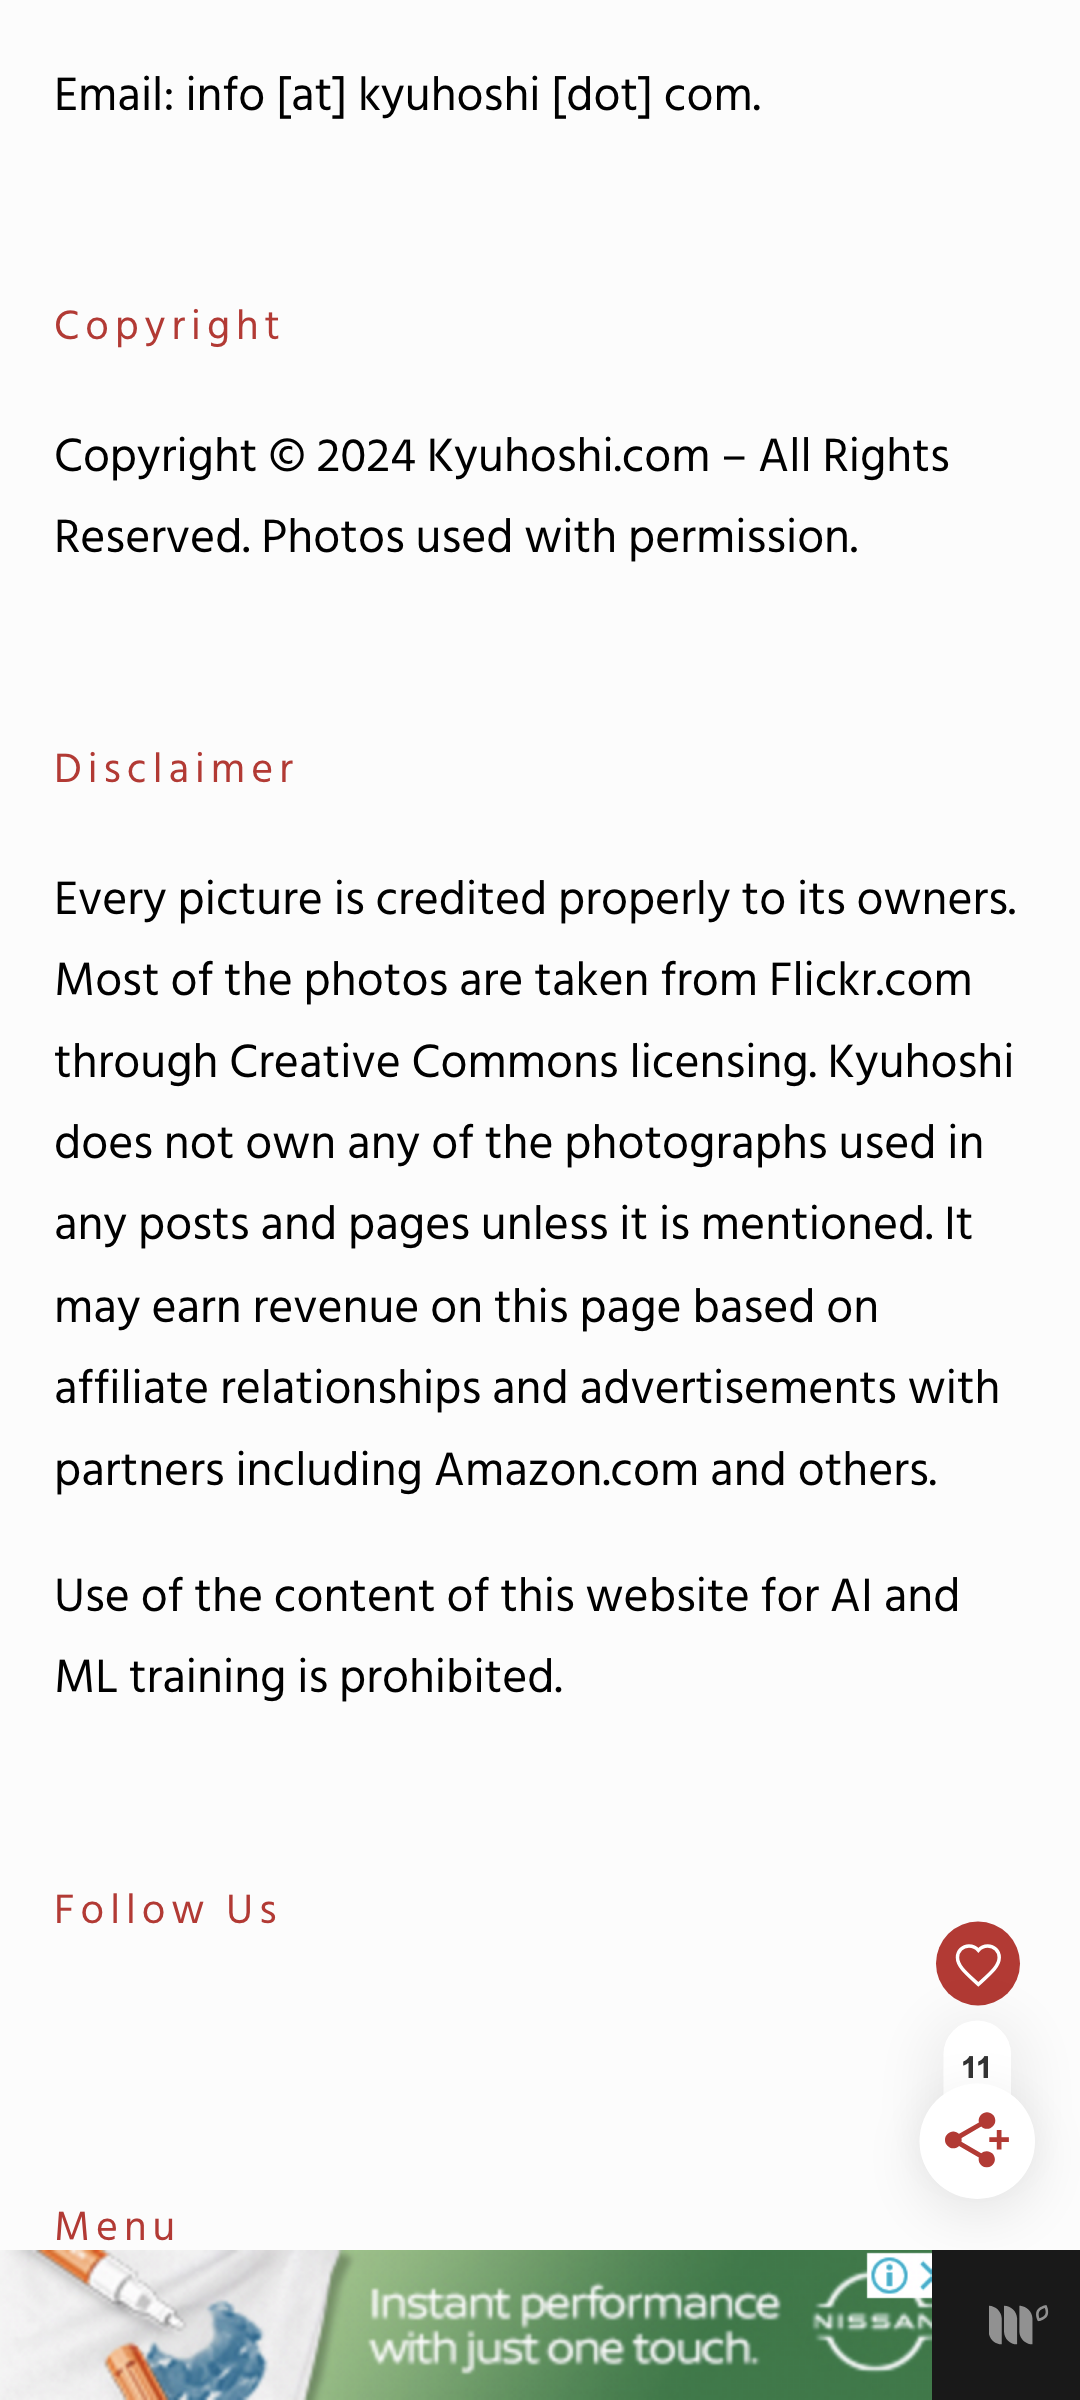 Email: info [at] kyuhoshi [dot] com.
Copyright
Copyright © 2024 Kyuhoshi.com – All Rights
Reserved. Photos used with permission.
Disclaimer
Every picture is credited properly to its owners.
Most of the photos are taken from Flickr.com
through Creative Commons licensing. Kyuhoshi
does not own any of the photographs used in
any posts and pages unless it is mentioned. It
may earn revenue on this page based on
affiliate relationships and advertisements with
partners including Amazon.com and others.
Use of the content of this website for AI and
ML training is prohibited.
Follow Us
11
Menu
Instant performance
with just one touch.
NISSAN